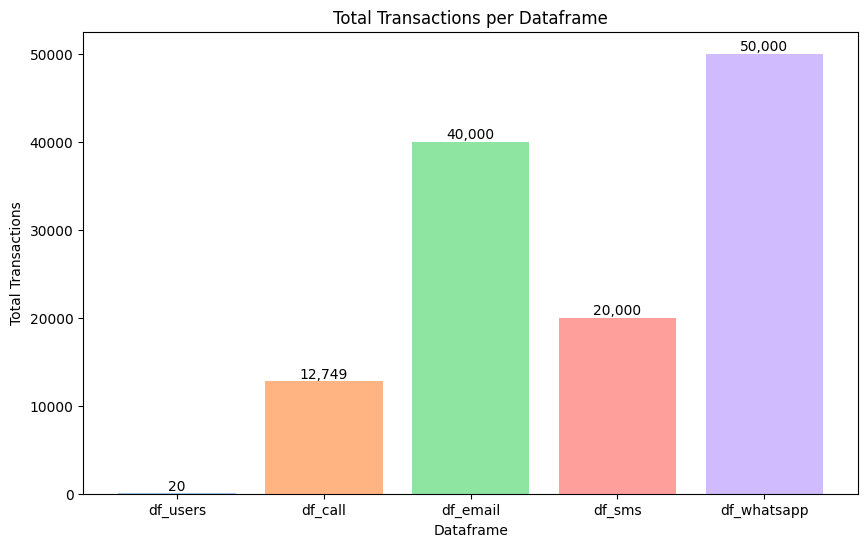 Total Transactions per Dataframe
Total Transactions
50000
40000
30000
20000
10000
0
20
12,749
40,000
20,000
50,000
df_users
df_call
df_email
df_sms
df_whatsapp
Dataframe